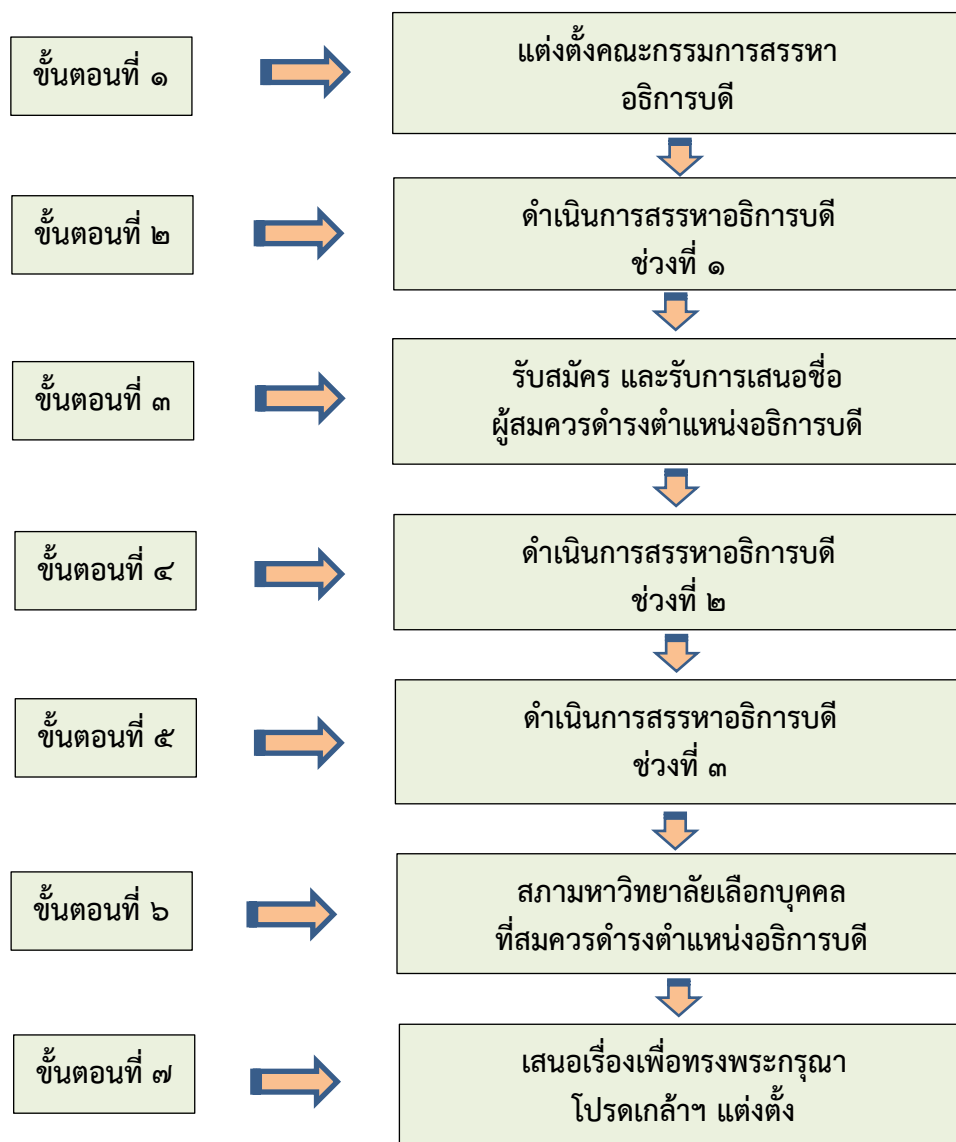 ขั้นตอนที่ ๑
แต่งตั้งคณะกรรมการสรรหา
อธิการบดี
ขั้นตอนที่ ๒
ดำเนินการสรรหาอธิการบดี
ช่วงที่ ๑
ขั้นตอนที่ ๓
รับสมัคร และรับการเสนอชื่อ
ผู้สมควรดำรงตำแหน่งอธิการบดี
ขั้นตอนที่ ๔
ดำเนินการสรรหาอธิการบดี
ช่วงที่ ๒
ขั้นตอนที่ ๕
ดำเนินการสรรหาอธิการบดี
ช่วงที่ ๓
ขั้นตอนที่ ๖
สภามหาวิทยาลัยเลือกบุคคล
ที่สมควรดำรงตำแหน่งอธิการบดี
ขั้นตอนที่ ๗
เสนอเรื่องเพื่อทรงพระกรุณา
โปรดเกล้าฯ แต่งตั้ง